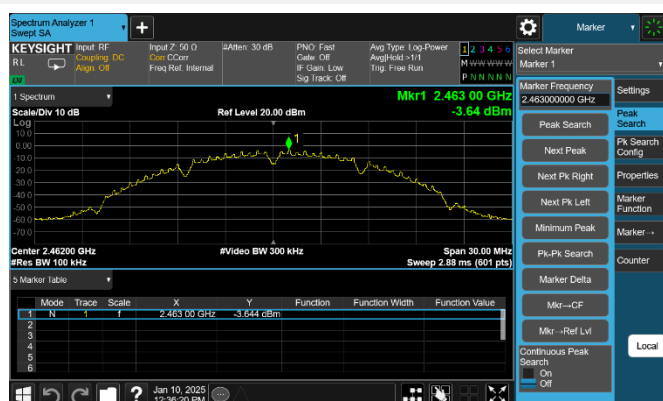 Spectrum Analyzer 1
Swept SA
Marker
KEYSIGHT Input: RF Input Z: 50 Ω #Atten: 30 dB PNO: Fast Avg Type: Log-Power 1 2 3 4 5 6
R L Coupling: DC Corr CCorr Gate: Off Avg|Hold:>1/1 M W W W W W
Align: Off Freq Ref: Internal IF Gain: Low Trig: Free Run
Sig Track: Off P N N N N N
LXI
Select Marker
Marker 1
1 Spectrum
Mkr1 2.463 00 GHz
Scale/Div 10 dB Ref Level 20.00 dBm -3.64 dBm
Log
10.0
0.00
-10.0
-20.0
-30.0
-40.0
-50.0
-60.0
-70.0
1
Center 2.46200 GHz #Video BW 300 kHz Span 30.00 MHz
#Res BW 100 kHz Sweep 2.88 ms (601 pts)
5 Marker Table
Mode Trace Scale X Y Function Function Width Function Value
1 N 1 f 2.463 00 GHz -3.644 dBm
2
3
4
5
6
Marker Frequency
2.463000000 GHz
Peak Search
Next Peak
Next Pk Right
Next Pk Left
Minimum Peak
Pk-Pk Search
Marker Delta
Mkr→CF
Mkr→Ref Lvl
Continuous Peak
Search
On
Off
Settings
Peak
Search
Pk Search
Config
Properties
Marker
Function
Marker→
Counter
Local
Jan 10, 2025
12:36:20 PM